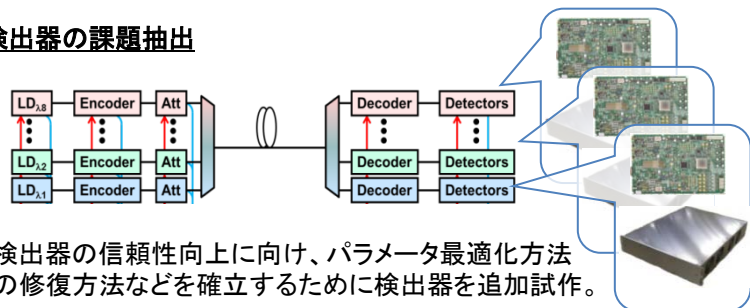 検出器の課題抽出
LDλ8 Encoder Att Decoder Detectors
LDλ2 Encoder Att Decoder Detectors
LDλ1 Encoder Att Decoder Detectors
検出器の信頼性向上に向け、パラメータ最適化方法
の修復方法などを確立するために検出器を追加試作。